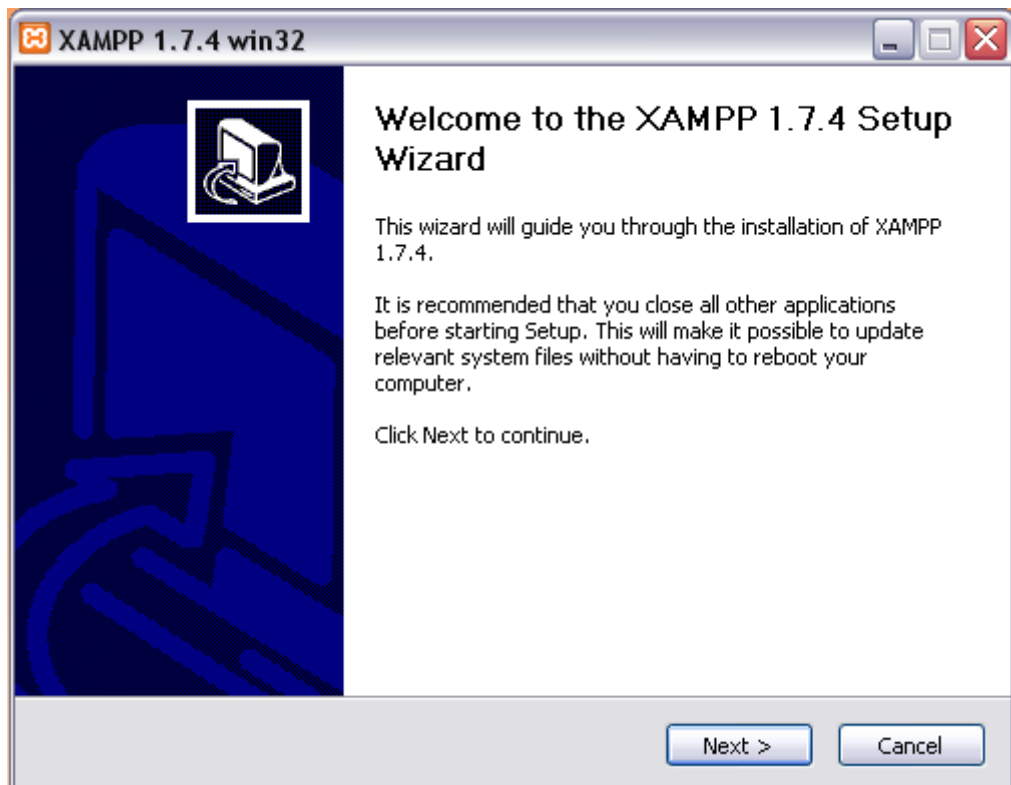 XAMPP 1.7.4 win32
Welcome to the XAMPP 1.7.4 Setup
Wizard
This wizard will guide you through the installation of XAMPP
1.7.4.
It is recommended that you close all other applications
before starting Setup. This will make it possible to update
relevant system files without having to reboot your
computer.
Click Next to continue.
Next >
Cancel